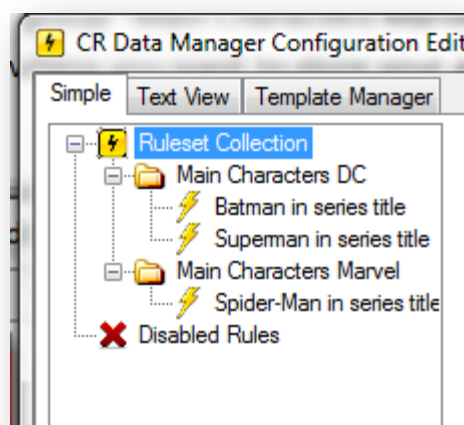 CR Data Manager Configuration Edit
Simple Text View Template Manager
Ruleset Collection
Main Characters DC
Batman in series title
Superman in series title
Main Characters Marvel
Spider-Man in series title
Disabled Rules